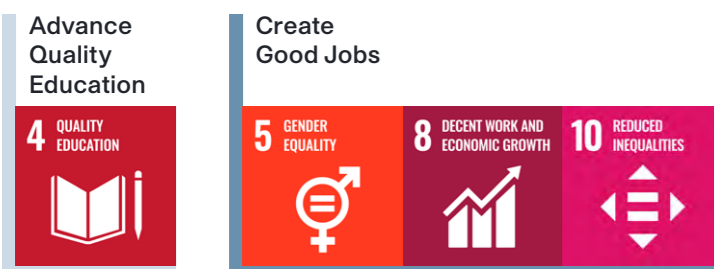 Advance
Quality
Education
Create
Good Jobs
4 QUALITY
EDUCATION
5 GENDER
EQUALITY
8 DECENT WORK AND
ECONOMIC GROWTH
10 REDUCED
INEQUALITIES